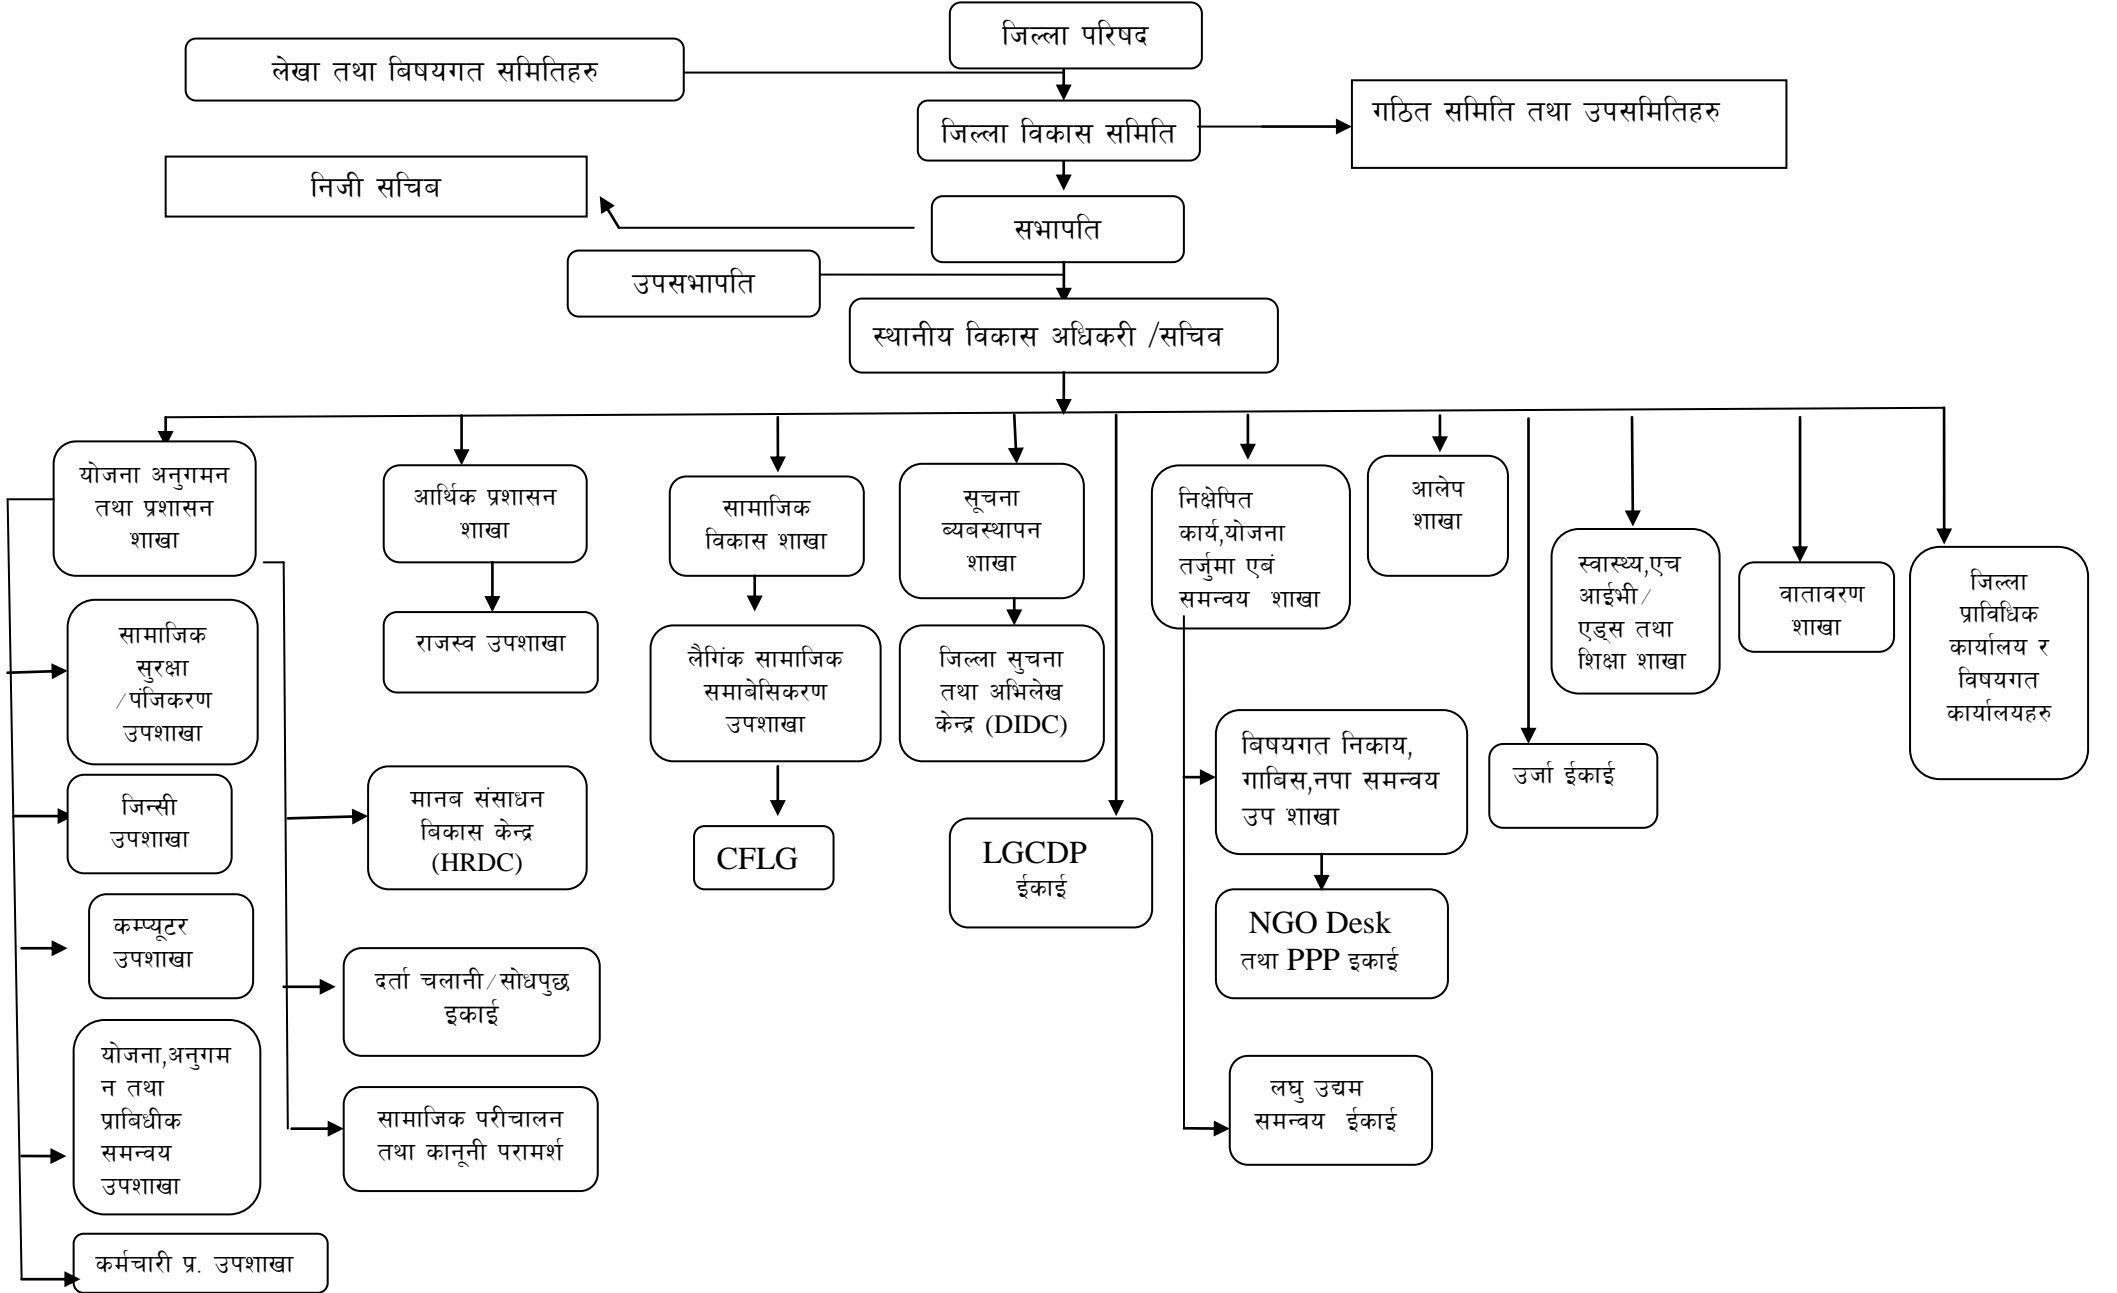 जिल्ला परिषद
लेखा तथा बिषयगत समितिहरु
गठित समिति तथा उपसमितिहरु
जिल्ला विकास समिति
निजी सचिब
सभापति
उपसभापति
स्थानीय विकास अधिकरी /सचिव
योजना अनुगमन
तथा प्रशासन
शाखा
आर्थिक प्रशासन
शाखा
सामाजिक
विकास शाखा
सूचना
ब्यबस्थापन
शाखा
निक्षेपित
कार्य,योजना
तर्जुमा एबं
समन्वय शाखा
आलेप
शाखा
स्वास्थ्य,एच
आईभी/
एड्स तथा
शिक्षा शाखा
वातावरण
शाखा
जिल्ला
प्राविधिक
कार्यालय र
विषयगत
कार्यालयहरु
सामाजिक
सुरक्षा
/पंजिकरण
उपशाखा
राजस्व उपशाखा
लैगिंक सामाजिक
समाबेसिकरण
उपशाखा
जिल्ला सुचना
तथा अभिलेख
केन्द्र (DIDC)
बिषयगत निकाय,
गाबिस,नपा समन्वय
उप शाखा
उर्जा ईकाई
जिन्सी
उपशाखा
मानब संसाधन
बिकास केन्द्र
(HRDC)
CFLG
LGCDP
ईकाई
NGO Desk
तथा PPP इकाई
कम्प्यूटर
उपशाखा
दर्ता चलानी/सोधपुछ
इकाई
योजना,अनुगम
न तथा
प्राबिधीक
समन्वय
उपशाखा
सामाजिक परीचालन
तथा कानूनी परामर्श
लघु उद्यम
समन्वय ईकाई
कर्मचारी प्र. उपशाखा